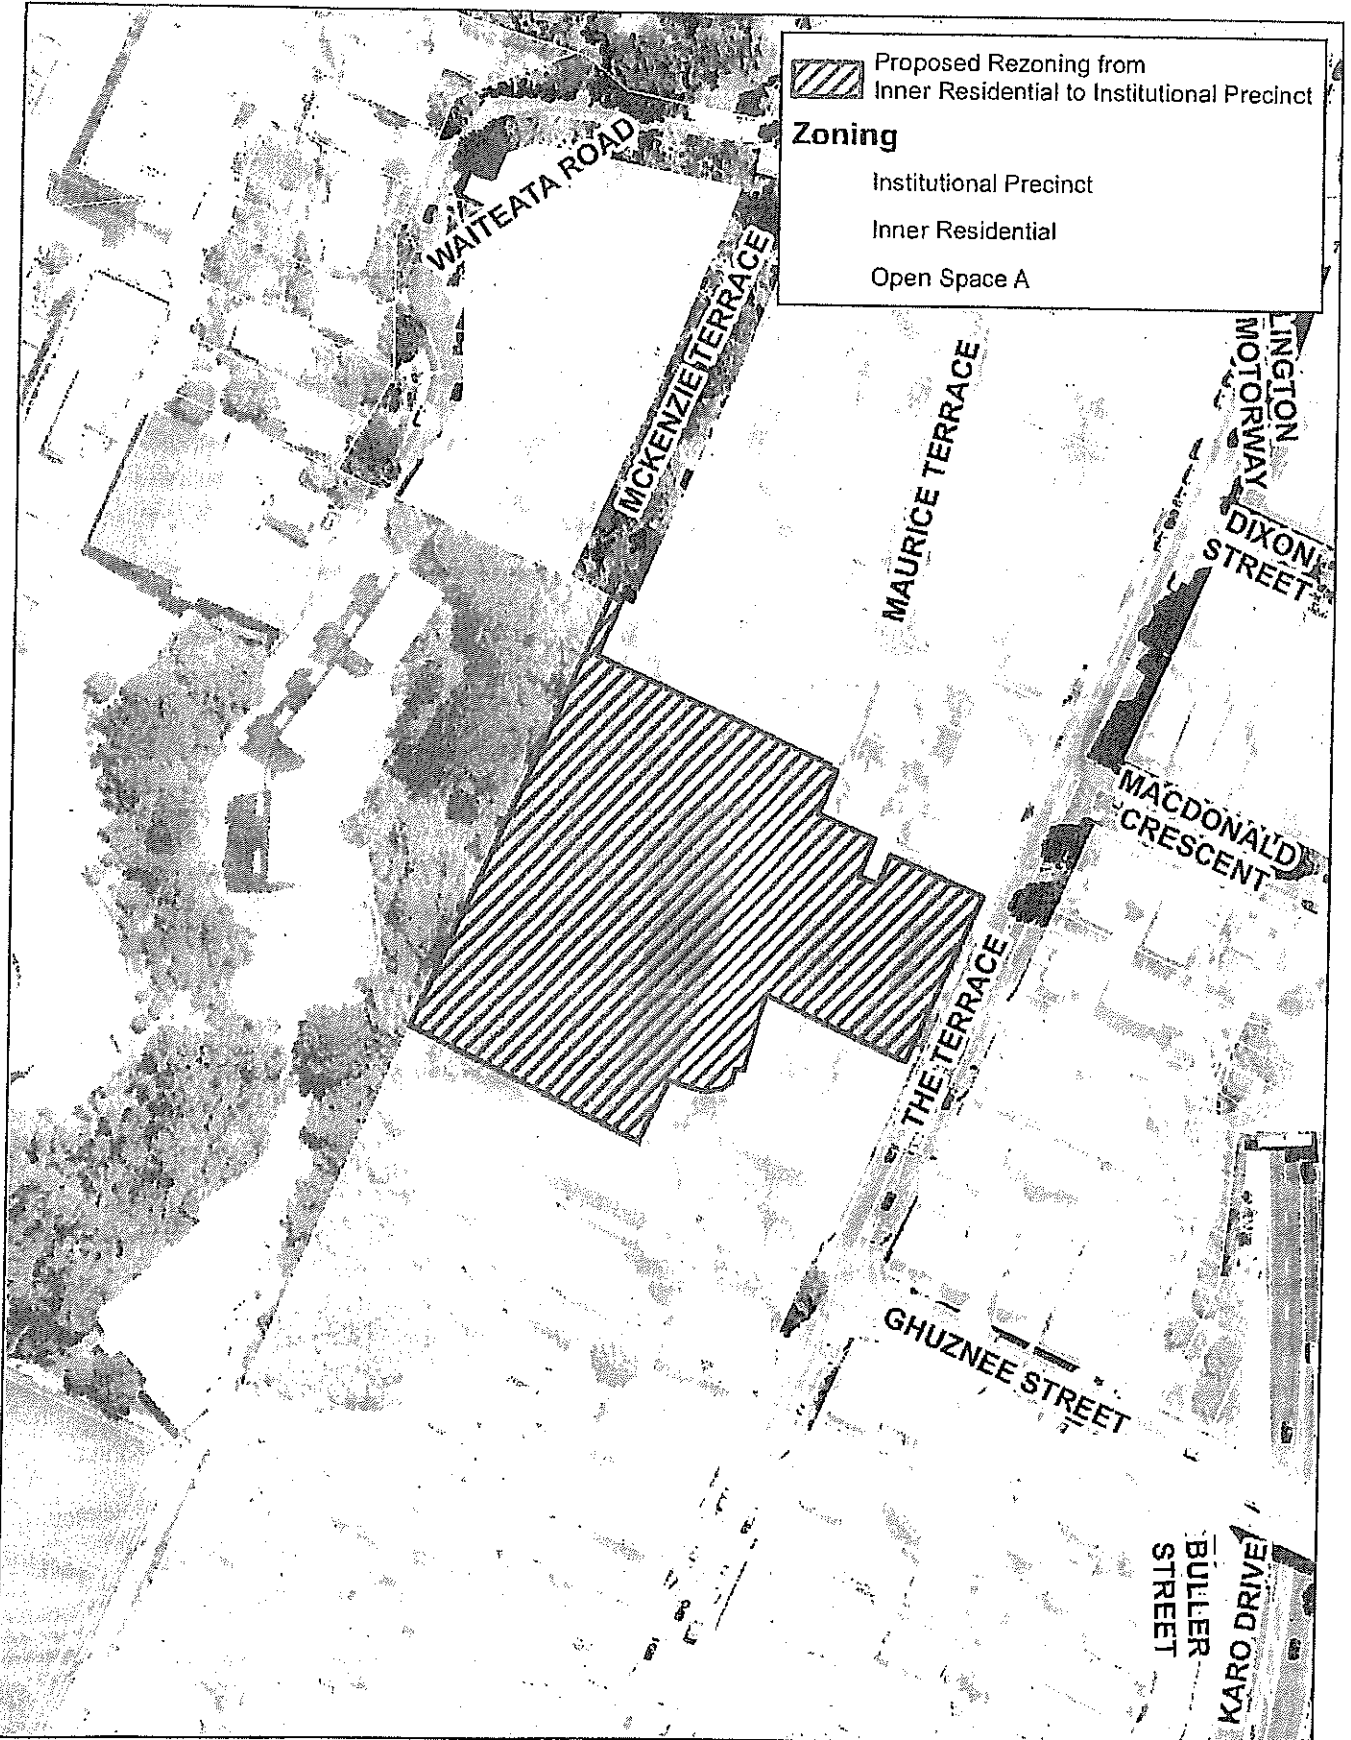 Proposed Rezoning from
Inner Residential to Institutional Precinct
Zoning
Institutional Precinct
Inner Residential
Open Space A
WAITEATA ROAD
MCKENZIE TERRACE
MAURICE TERRACE
LINGTON
MOTORWAY
DIXON
STREET
MACDONALD
CRESCENT
THE TERRACE
GHUZNEE STREET
BULLER
STREET
KARO DRIVE